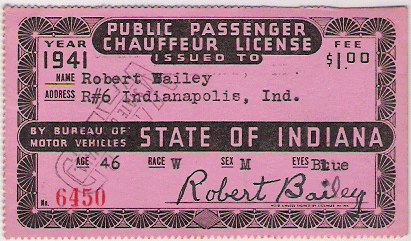 PUBLIC PASSENGER
CHAUFFEUR LICENSE
ISSUED TO
YEAR
1941
FEE
$1.00
NAME Robert Wailey
ADDRESS R#6 Indianapolis, Ind.
BY BUREAU OF
MOTOR VEHICLES
STATE OF INDIANA
AGE 46 RACE W SEX M EYES Blue
No. 6450
Robert Bailey